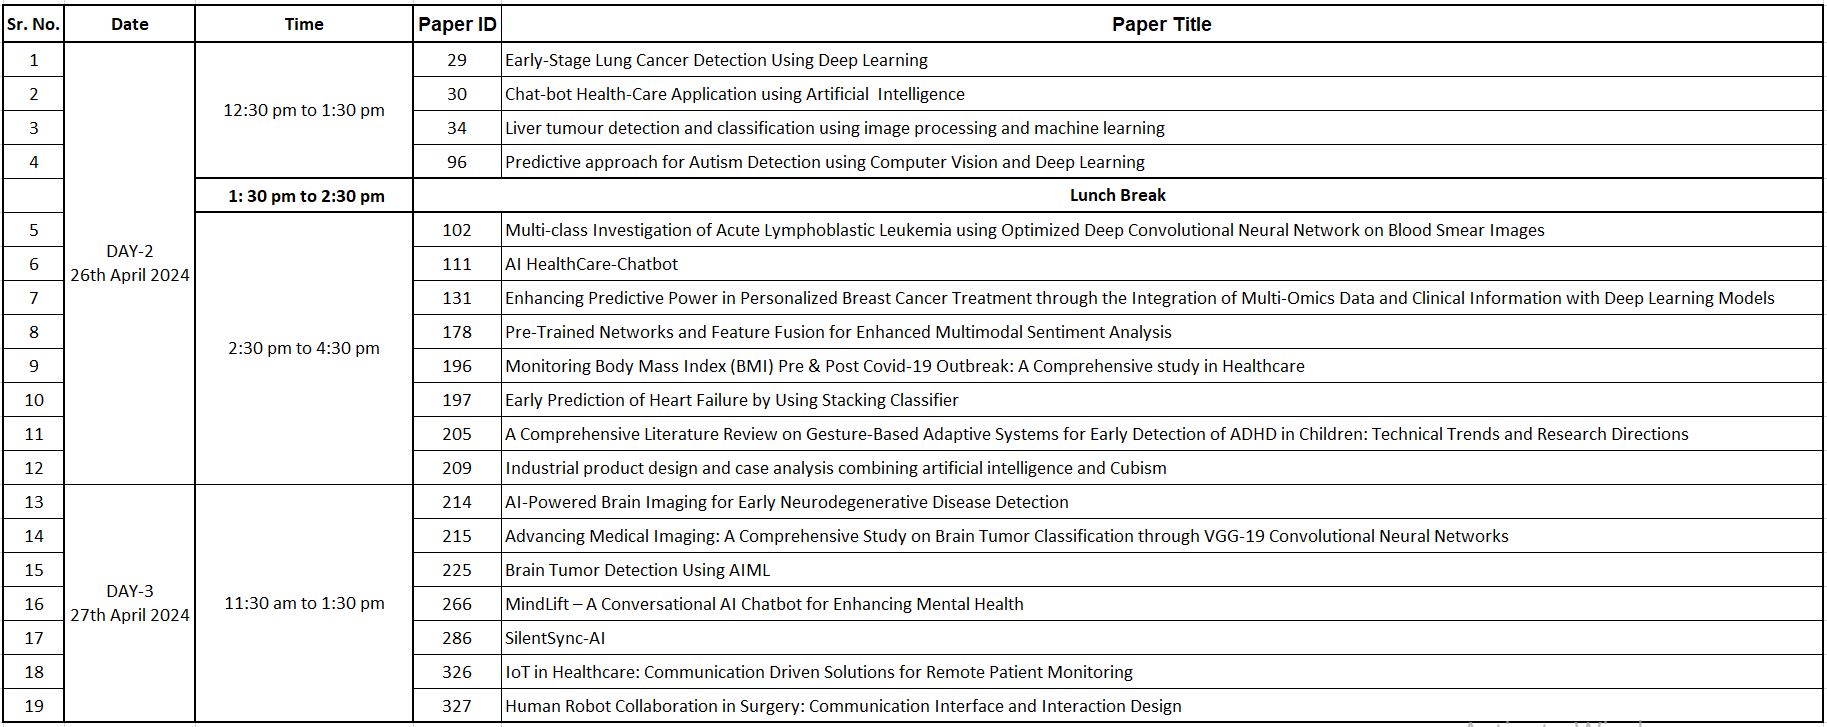 Sr. No. Date Time Paper ID Paper Title
1 29 Early-Stage Lung Cancer Detection Using Deep Learning
2 30 Chat-bot Health-Care Application using Artificial  Intelligence
12:30 pm to 1:30 pm
3 34 Liver tumour detection and classification using image processing and machine learning
4 96 Predictive approach for Autism Detection using Computer Vision and Deep Learning
1: 30 pm to 2:30 pm Lunch Break
5 102 Multi-class Investigation of Acute Lymphoblastic Leukemia using Optimized Deep Convolutional Neural Network on Blood Smear Images
DAY-2
26th April 2024
6 111 AI HealthCare-Chatbot
7 131 Enhancing Predictive Power in Personalized Breast Cancer Treatment through the Integration of Multi-Omics Data and Clinical Information with Deep Learning Models
8 178 Pre-Trained Networks and Feature Fusion for Enhanced Multimodal Sentiment Analysis
2:30 pm to 4:30 pm
9 196 Monitoring Body Mass Index (BMI) Pre & Post Covid-19 Outbreak: A Comprehensive study in Healthcare
10 197 Early Prediction of Heart Failure by Using Stacking Classifier
11 205 A Comprehensive Literature Review on Gesture-Based Adaptive Systems for Early Detection of ADHD in Children: Technical Trends and Research Directions
12 209 Industrial product design and case analysis combining artificial intelligence and Cubism
13 214 AI-Powered Brain Imaging for Early Neurodegenerative Disease Detection
14 215 Advancing Medical Imaging: A Comprehensive Study on Brain Tumor Classification through VGG-19 Convolutional Neural Networks
15 225 Brain Tumor Detection Using AIML
DAY-3
27th April 2024
16 11:30 am to 1:30 pm 266 MindLift – A Conversational AI Chatbot for Enhancing Mental Health
17 286 SilentSync-AI
18 326 IoT in Healthcare: Communication Driven Solutions for Remote Patient Monitoring
19 327 Human Robot Collaboration in Surgery: Communication Interface and Interaction Design